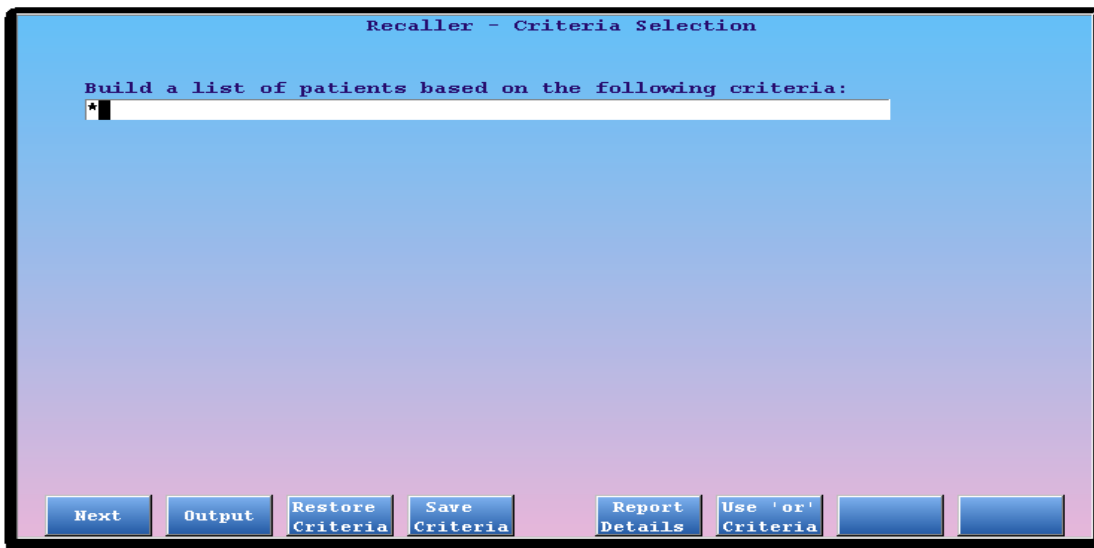 Recaller - Criteria Selection
Build a list of patients based on the following criteria:
*
Next Output Restore Criteria Save Criteria Report Details Use 'or' Criteria